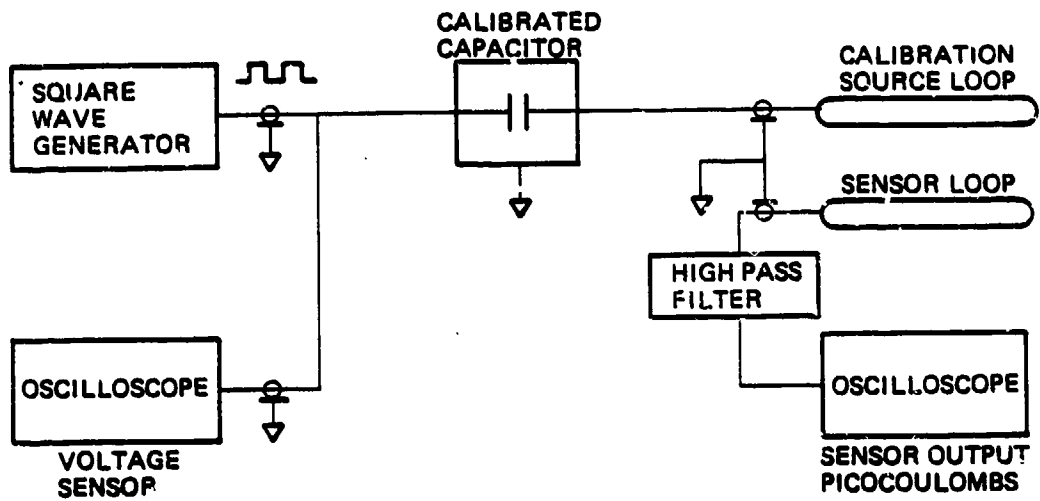 CALIBRATED
CAPACITOR
SQUARE
WAVE
GENERATOR
CALIBRATION
SOURCE LOOP
SENSOR LOOP
HIGH PASS
FILTER
OSCILLOSCOPE
VOLTAGE
SENSOR
OSCILLOSCOPE
SENSOR OUTPUT
PICOCOULOMBS